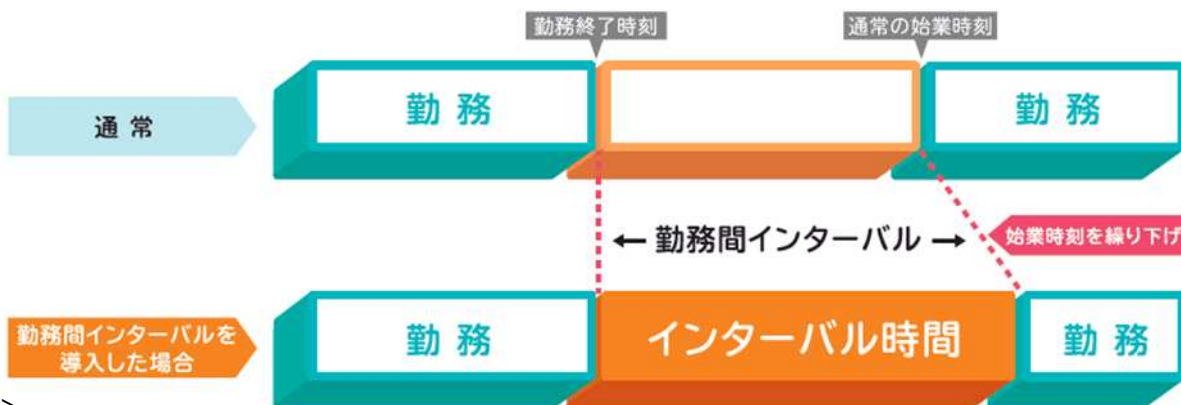 勤務終了時刻
通常の始業時刻
通常
勤務
勤務
← 勤務間インターバル →
始業時刻を繰り下げ
勤務間インターバルを
導入した場合
勤務
インターバル時間
勤務